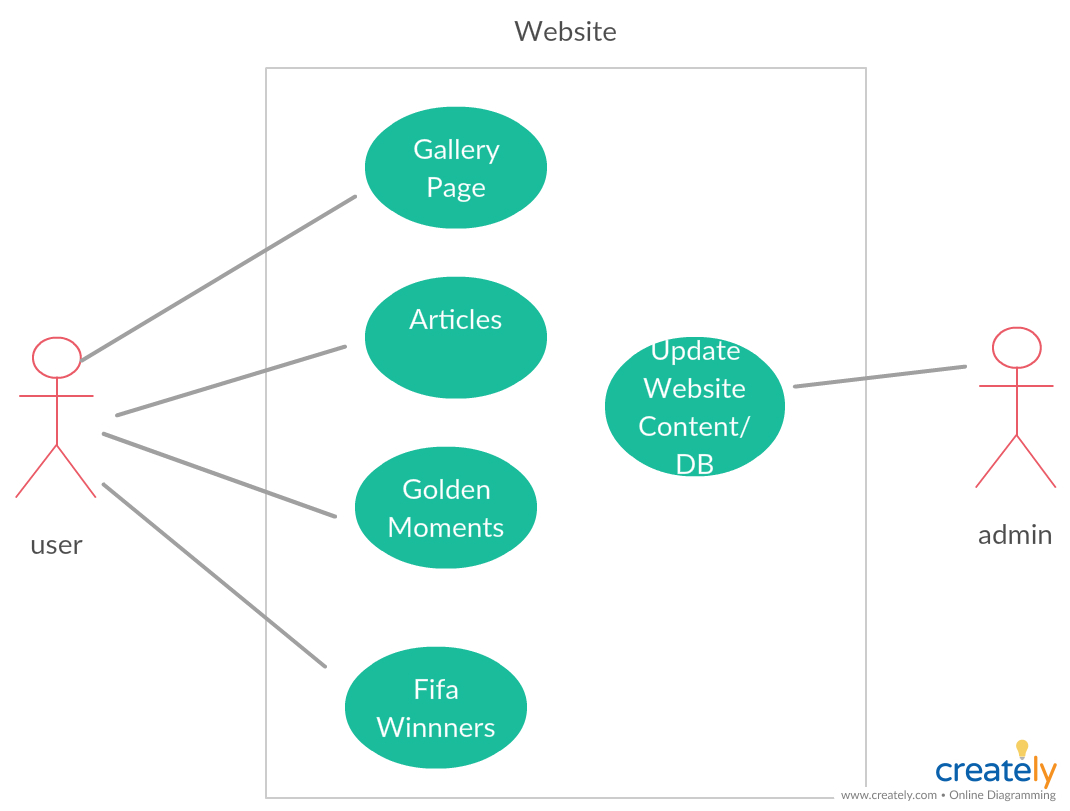 Website
Gallery
Page
Articles
Update
Website
Content/
DB
Golden
Moments
user
admin
Fifa
Winnners
creately
www.creately.com • Online Diagramming